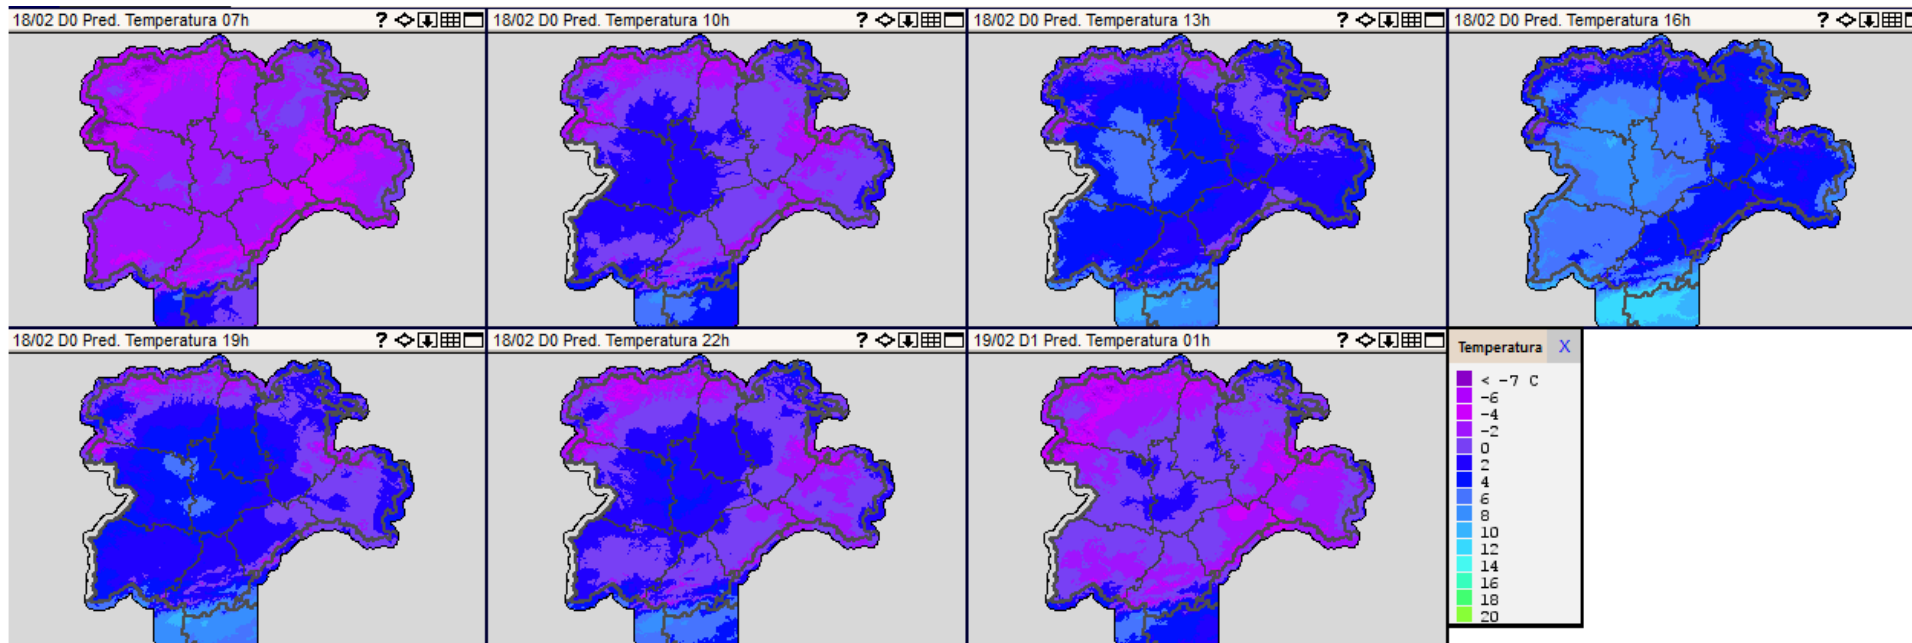 18/02 D0 Pred. Temperatura 07h ?
18/02 D0 Pred. Temperatura 10h ?
18/02 D0 Pred. Temperatura 13h ?
18/02 D0 Pred. Temperatura 16h ?
18/02 D0 Pred. Temperatura 19h ?
18/02 D0 Pred. Temperatura 22h ?
19/02 D1 Pred. Temperatura 01h ?
Temperatura X
< -7 C
-6
-4
-2
0
2
4
6
8
10
12
14
16
18
20